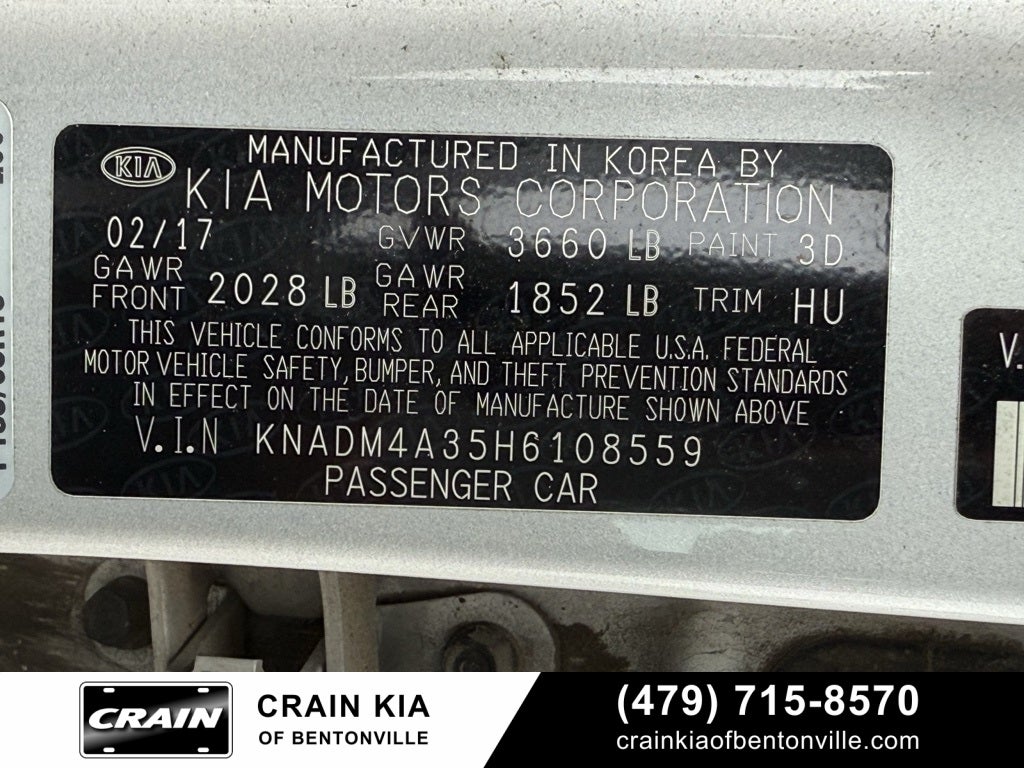 KIA
MANUFACTURED IN KOREA BY
KIA MOTORS CORPORATION
02/17 GVWR 3660 LB PAINT 3D
GAWR FRONT 2028 LB GAWR REAR 1852 LB TRIM HU
THIS VEHICLE CONFORMS TO ALL APPLICABLE U.S.A. FEDERAL
MOTOR VEHICLE SAFETY, BUMPER, AND THEFT PREVENTION STANDARDS
IN EFFECT ON THE DATE OF MANUFACTURE SHOWN ABOVE
V.I.N KNADM4A35H6108559
PASSENGER CAR
V.
CRAIN
CRAIN KIA
OF BENTONVILLE
(479) 715-8570
crainkiaofbentonville.com